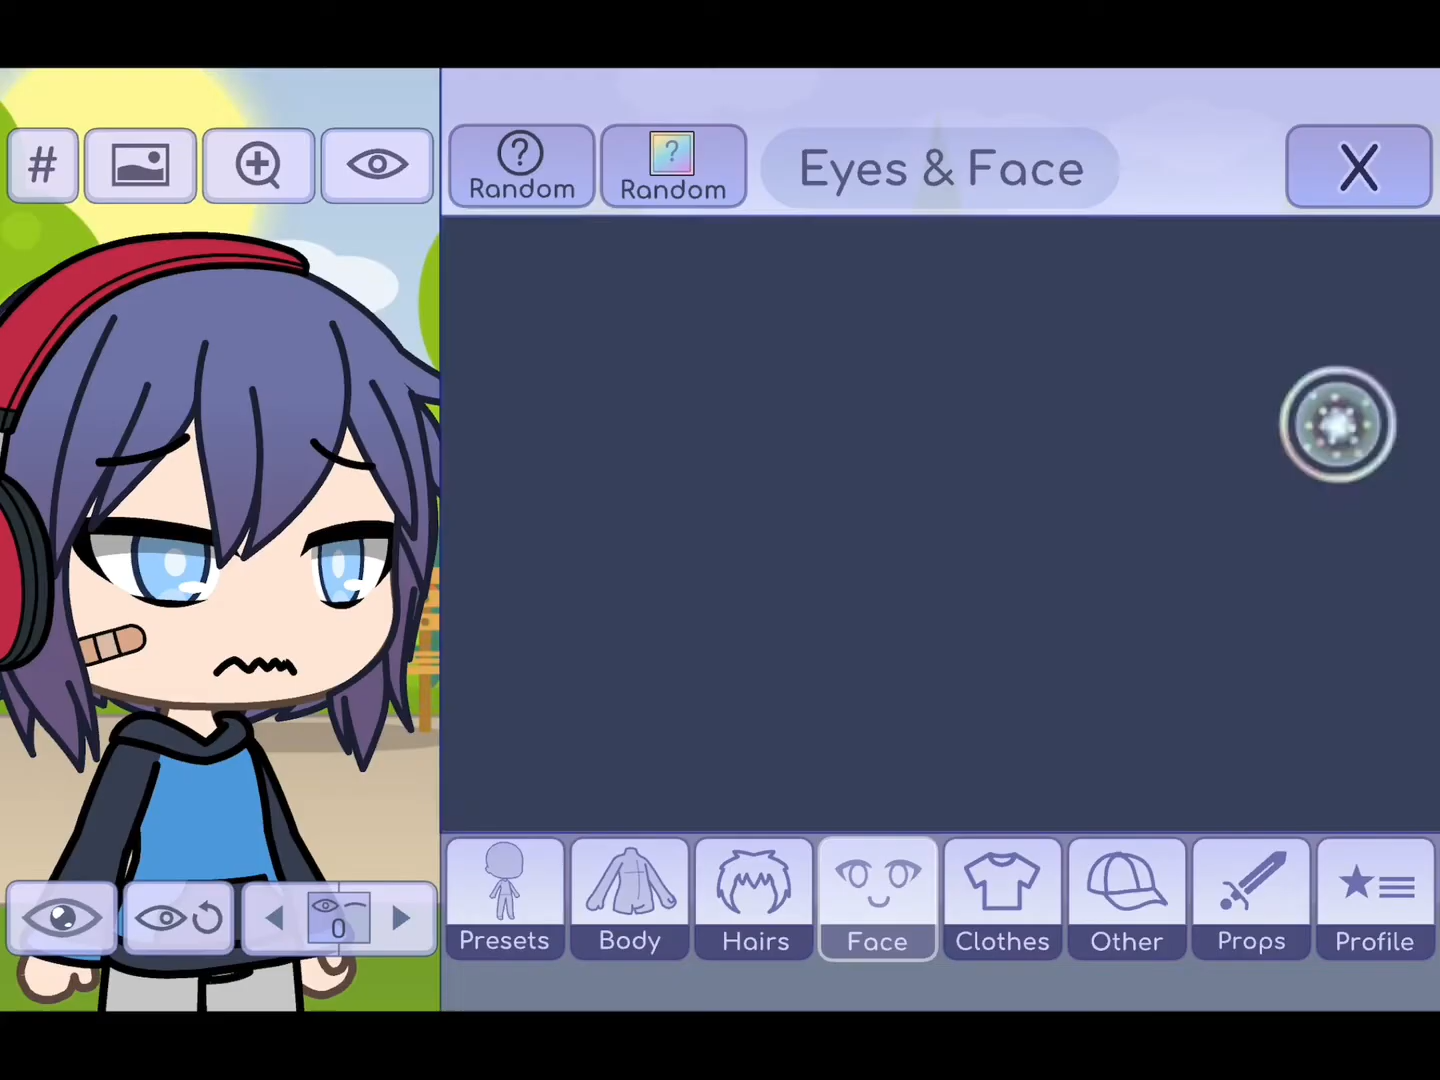 #
? Random
? Random
Eyes & Face
X
0
Presets
Body
Hairs
Face
Clothes
Other
Props
Profile